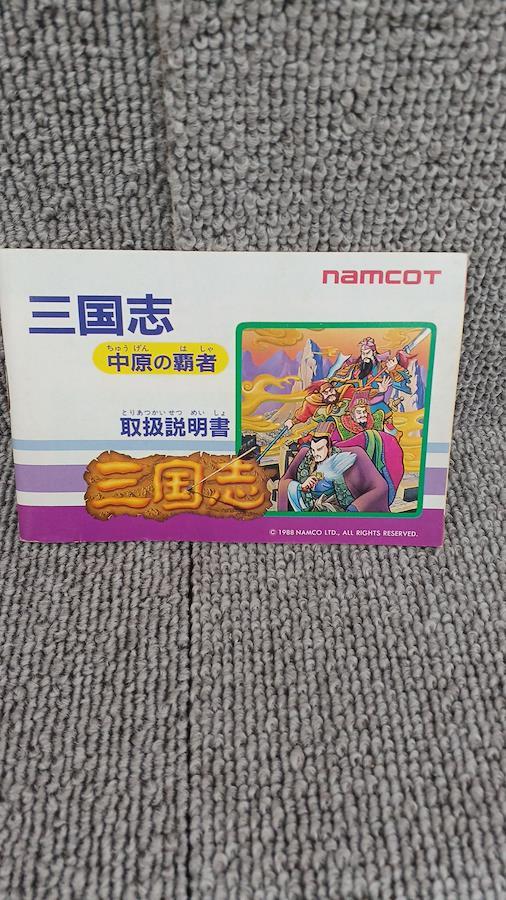 namcoT
三国志
ちゅうげん はしゃ
中原の覇者
とりあつかいせつめいしょ
取扱説明書
三国志
© 1988 NAMCO LTD., ALL RIGHTS RESERVED.